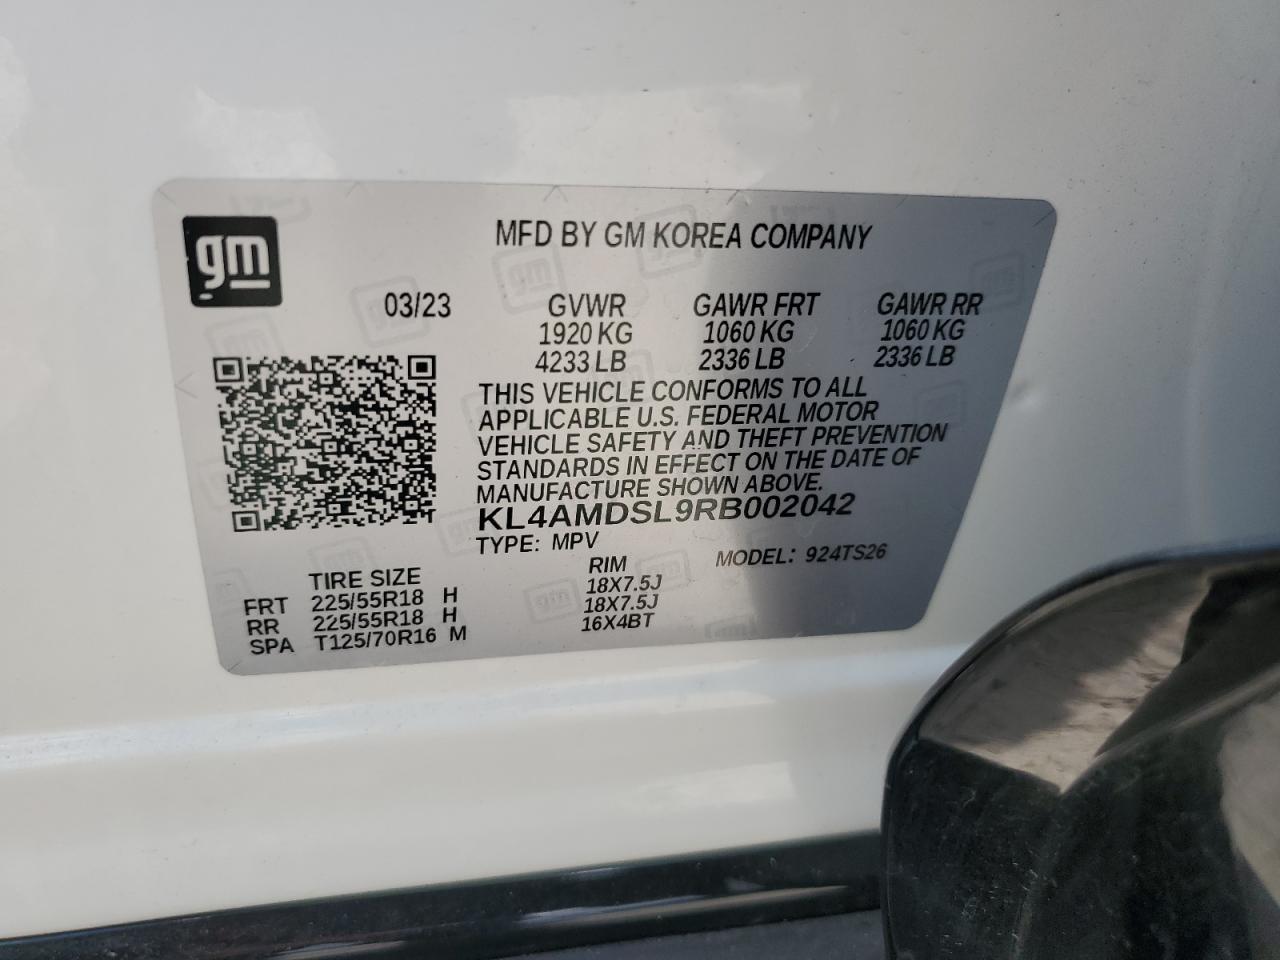 gm
MFD BY GM KOREA COMPANY
03/23 GVWR GAWR FRT GAWR RR
1920 KG 1060 KG 1060 KG
4233 LB 2336 LB 2336 LB
THIS VEHICLE CONFORMS TO ALL
APPLICABLE U.S. FEDERAL MOTOR
VEHICLE SAFETY AND THEFT PREVENTION
STANDARDS IN EFFECT ON THE DATE OF
MANUFACTURE SHOWN ABOVE.
KL4AMDSL9RB002042
TYPE: MPV MODEL: 924TS26
TIRE SIZE RIM
FRT 225/55R18 H 18X7.5J
RR 225/55R18 H 18X7.5J
SPA T125/70R16 M 16X4BT